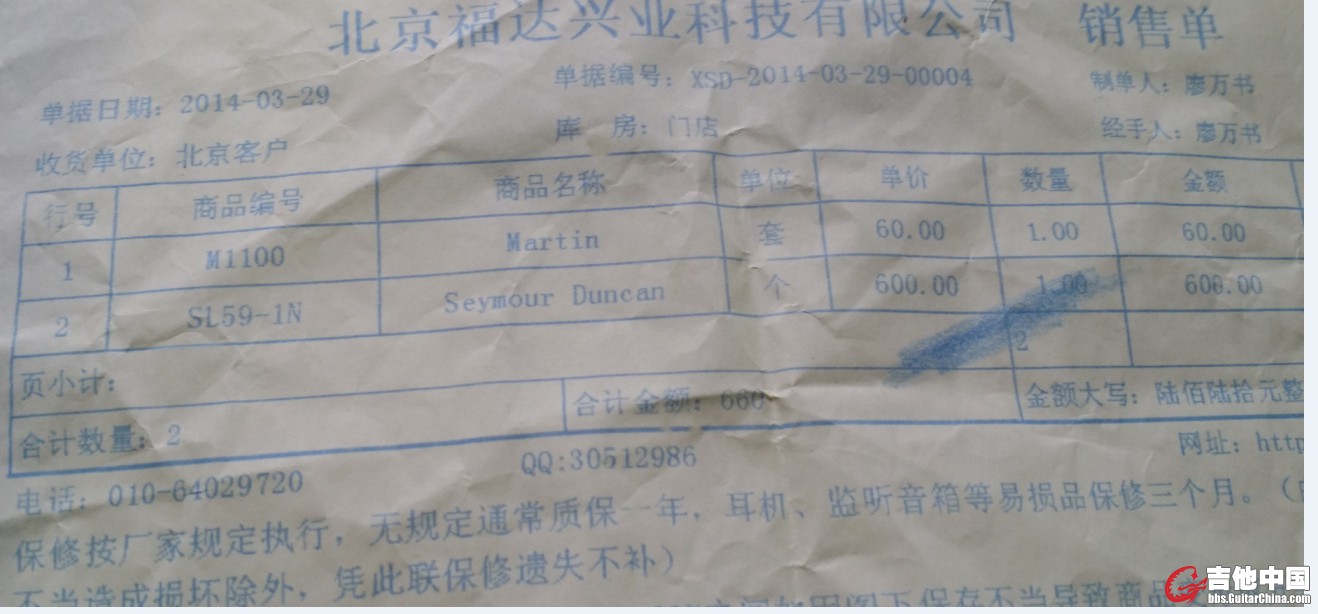 北京福达兴业科技有限公司 销售单
单据日期：2014-03-29 单据编号：XSD-2014-03-29-00004 制单人：廖万书
收货单位：北京客户 库 房：门店 经手人：廖万书
行号 商品编号 商品名称 单位 单价 数量 金额
1 M1100 Martin 套 60.00 1.00 60.00
2 SL59-1N Seymour Duncan 个 600.00 1.00 600.00
页小计： 2
合计数量：2 合计金额：660 金额大写：陆佰陆拾元整
电话：010-64029720 QQ:30512986 网址：http
保修按厂家规定执行，无规定通常质保一年，耳机、监听音箱等易损品保修三个月。（
不当造成损坏除外，凭此联保修遗失不补）
保存不当导致商品
吉他中国
bbs.GuitarChina.com